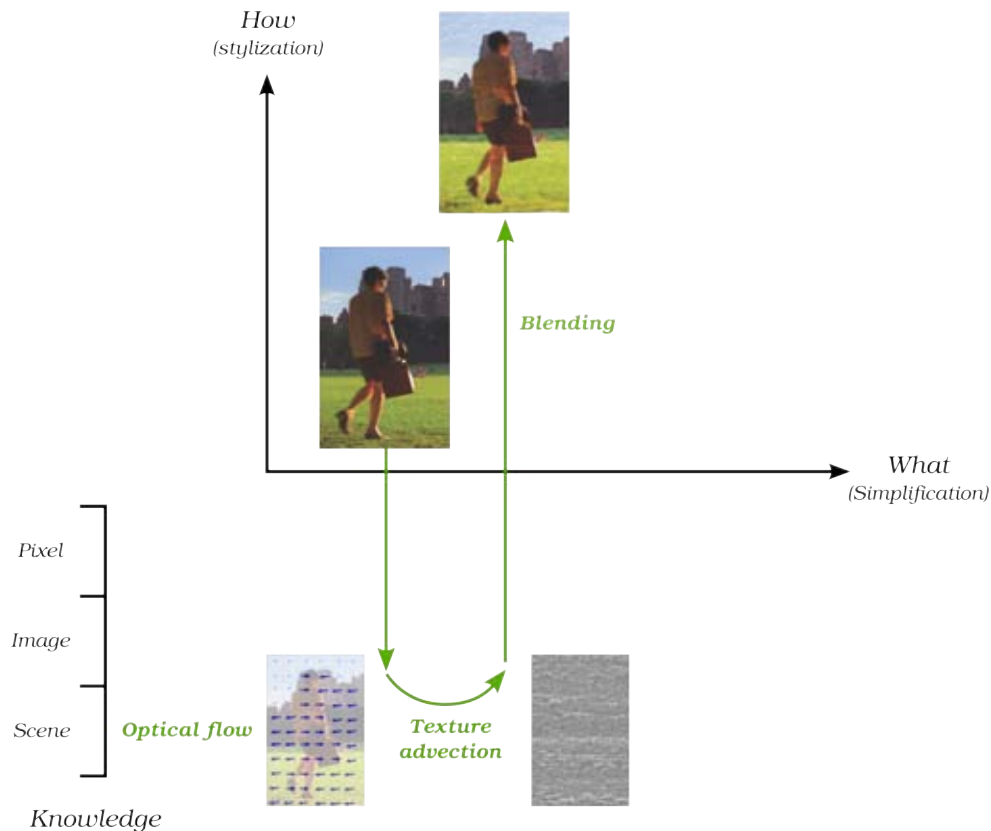 How
(stylization)
Blending
What
(Simplification)
Pixel
Image
Scene
Optical flow
Texture
advection
Knowledge